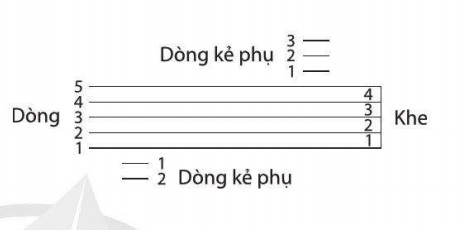 3
Dòng kẻ phụ 2
1
5
4 4
Dòng 3 3 Khe
2 2
1 1
1
2 Dòng kẻ phụ